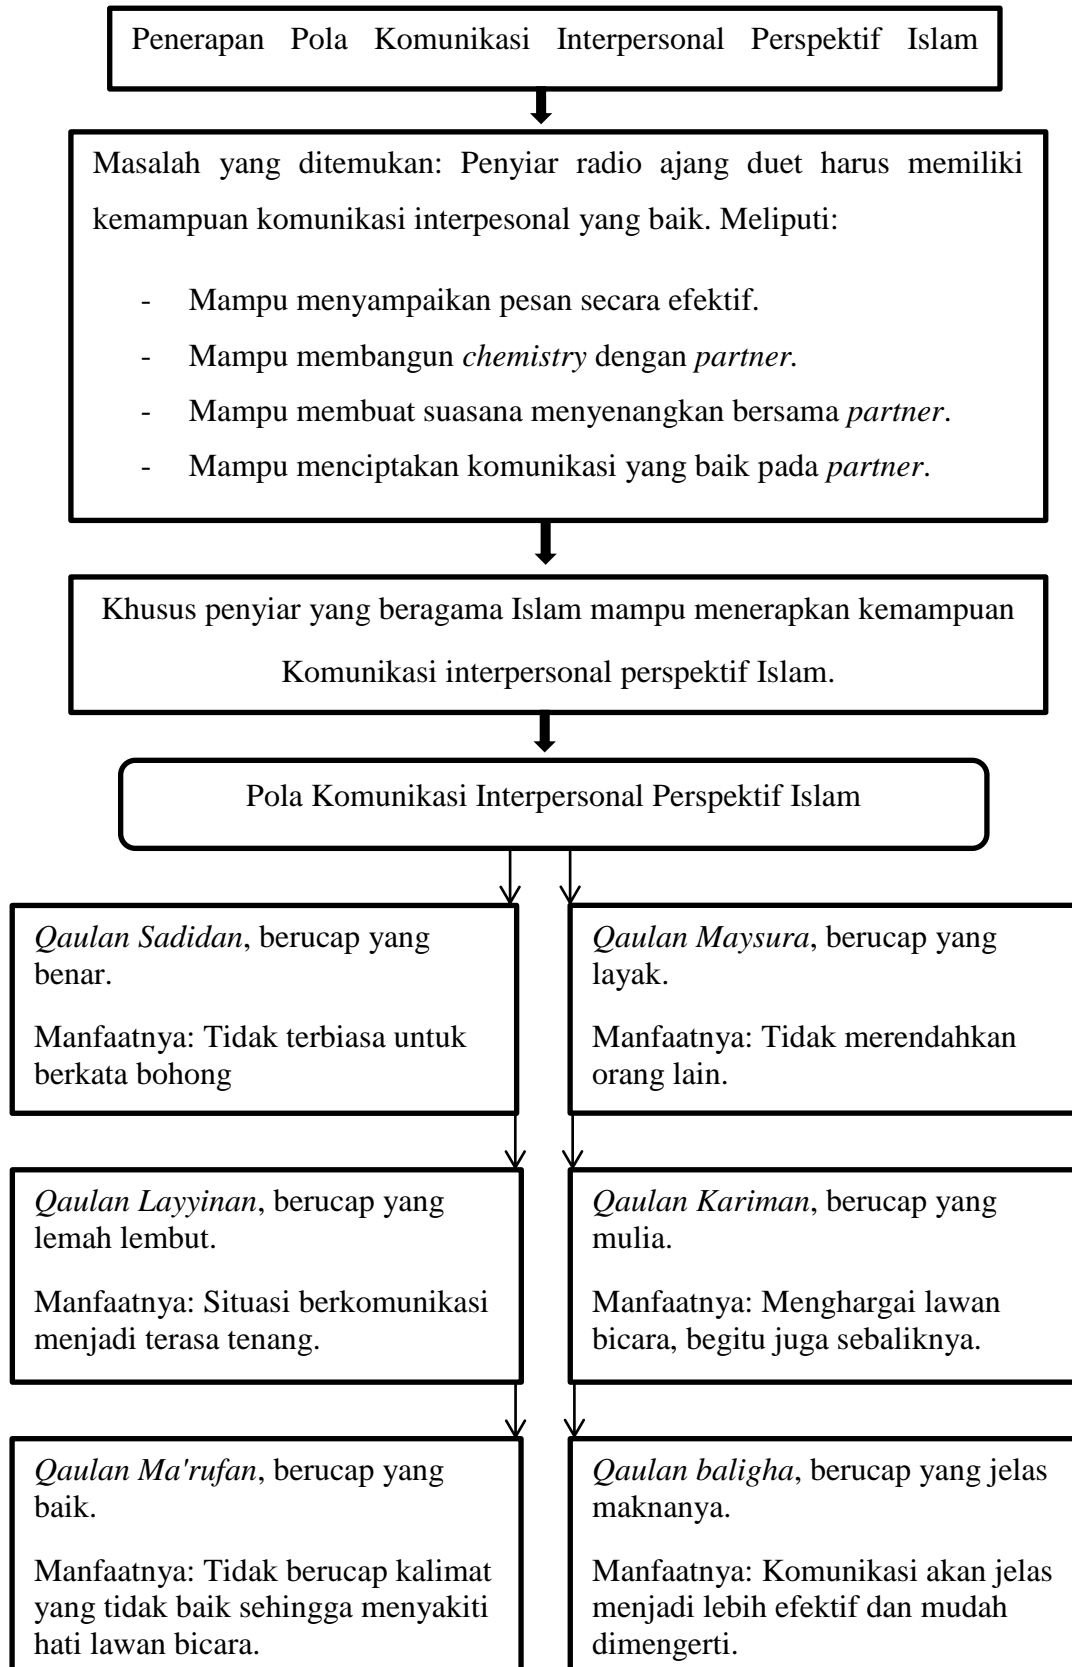 Penerapan Pola Komunikasi Interpersonal Perspektif Islam
Masalah yang ditemukan: Penyiar radio ajang duet harus memiliki
kemampuan komunikasi interpesonal yang baik. Meliputi:
- Mampu menyampaikan pesan secara efektif.
- Mampu membangun chemistry dengan partner.
- Mampu membuat suasana menyenangkan bersama partner.
- Mampu menciptakan komunikasi yang baik pada partner.
Khusus penyiar yang beragama Islam mampu menerapkan kemampuan
Komunikasi interpersonal perspektif Islam.
Pola Komunikasi Interpersonal Perspektif Islam
Qaulan Sadidan, berucap yang
benar.
Manfaatnya: Tidak terbiasa untuk
berkata bohong
Qaulan Maysura, berucap yang
layak.
Manfaatnya: Tidak merendahkan
orang lain.
Qaulan Layyinan, berucap yang
lemah lembut.
Manfaatnya: Situasi berkomunikasi
menjadi terasa tenang.
Qaulan Kariman, berucap yang
mulia.
Manfaatnya: Menghargai lawan
bicara, begitu juga sebaliknya.
Qaulan Ma'rufan, berucap yang
baik.
Manfaatnya: Tidak berucap kalimat
yang tidak baik sehingga menyakiti
hati lawan bicara.
Qaulan baligha, berucap yang jelas
maknanya.
Manfaatnya: Komunikasi akan jelas
menjadi lebih efektif dan mudah
dimengerti.